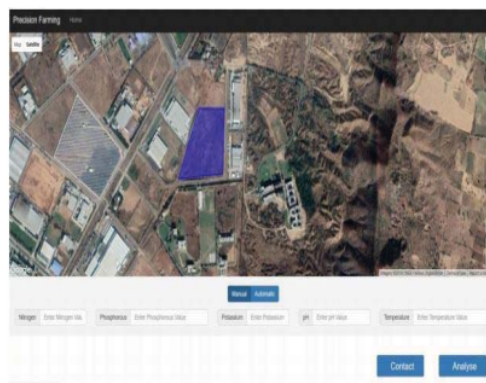 Precision Farming Home
Map Satellite
Manual Automatic
Nitrogen Enter Nitrogen Valu Phosphorous Enter Phosphorous Value Potassium Enter Potassium pH Enter pH Value Temperature Enter Temperature Value
Contact Analyse